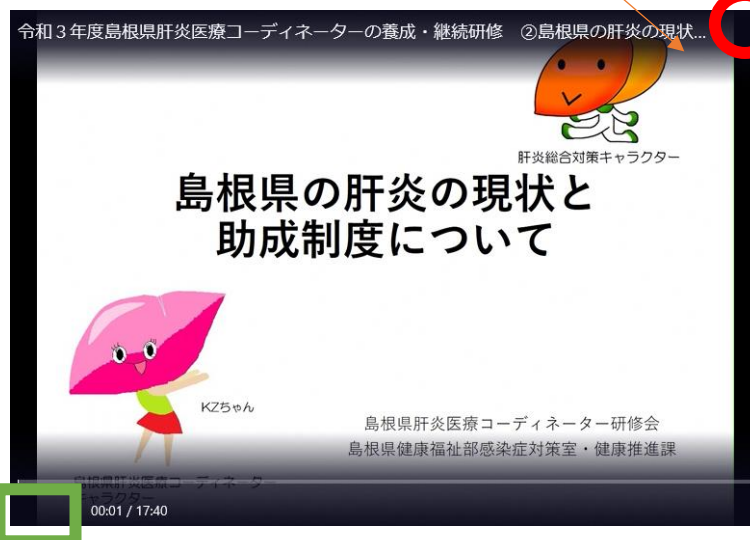 令和３年度島根県肝炎医療コーディネーターの養成・継続研修　②島根県の肝炎の現状...
肝炎総合対策キャラクター
島根県の肝炎の現状と
助成制度について
KZちゃん
島根県肝炎医療コーディネーター研修会
島根県健康福祉部感染症対策室・健康推進課
島根県肝炎医療コーディネーター
キャラクター
00:01 / 17:40